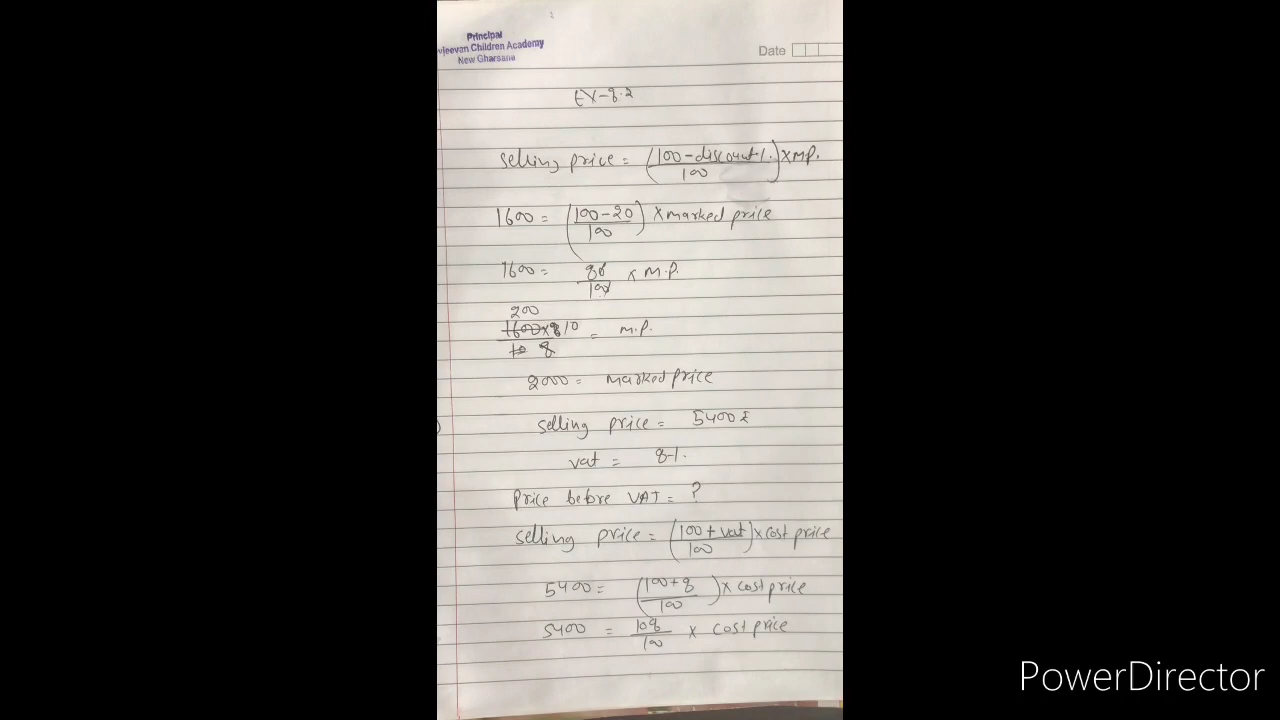 Principal
vjeevan Children Academy
New Gharsane
Date
EX-8.2
selling price = (100-discount%/100) x M.P.
1600 = (100-20/100) x marked price
1600 = 80/100 x M.P.
200
1600x810/10 8 = M.P.
2000 = marked price
selling price = 5400₹
vat = 8%.
Price before VAT = ?
selling price = (100+vat/100) x cost price
5400 = (100+8/100) x cost price
5400 = 108/100 x cost price
PowerDirector